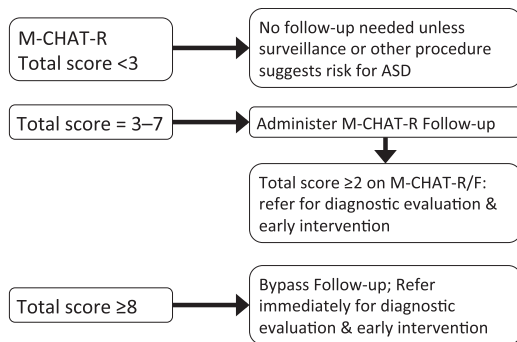 M-CHAT-R
Total score <3
No follow-up needed unless
surveillance or other procedure
suggests risk for ASD
Total score = 3–7
Administer M-CHAT-R Follow-up
Total score ≥2 on M-CHAT-R/F:
refer for diagnostic evaluation &
early intervention
Total score ≥8
Bypass Follow-up; Refer
immediately for diagnostic
evaluation & early intervention